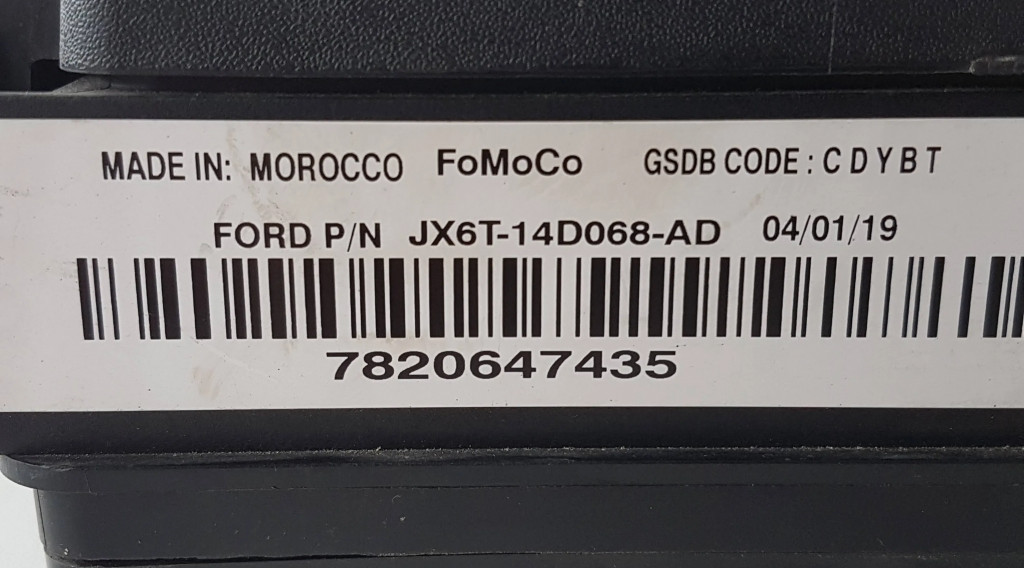 MADE IN: MOROCCO FoMoCo GSDB CODE : C D Y B T
FORD P/N JX6T-14D068-AD 04/01/19
7820647435